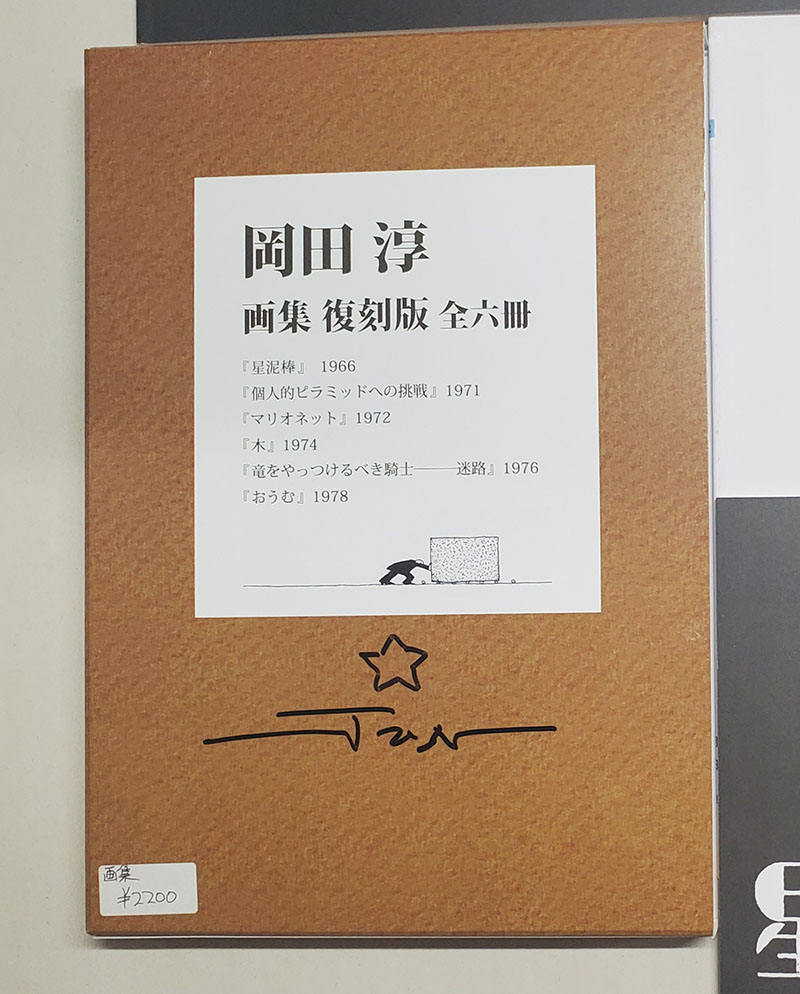 岡田 淳
画集 復刻版 全六冊
『星泥棒』 1966
『個人的ピラミッドへの挑戦』1971
『マリオネット』1972
『木』1974
『竜をやっつけるべき騎士───迷路』1976
『おうむ』1978
Jun
画集
¥2200